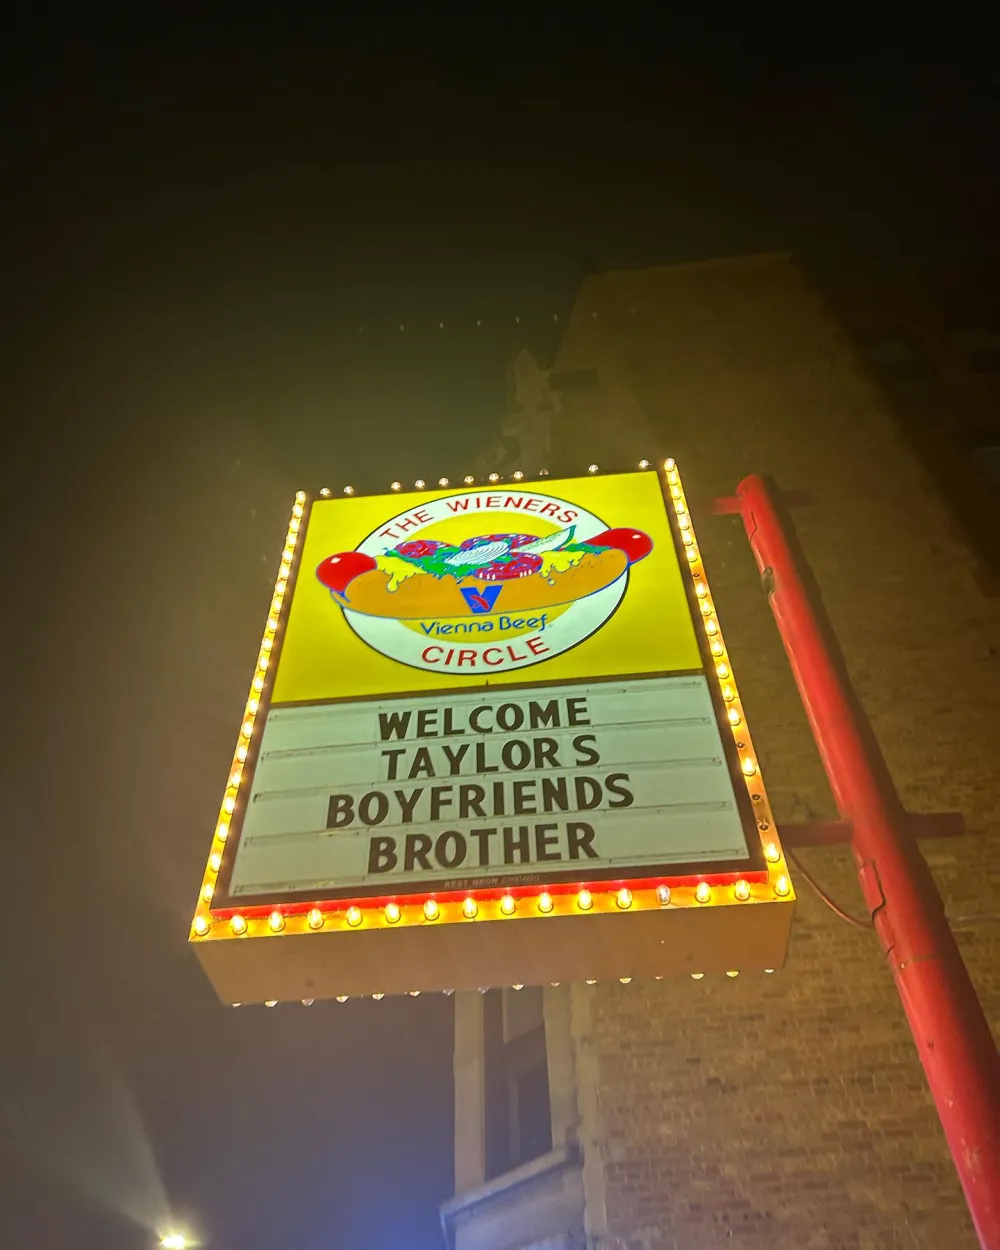 THE WIENERS
Vienna Beef
CIRCLE
WELCOME
TAYLOR S
BOYFRIENDS
BROTHER